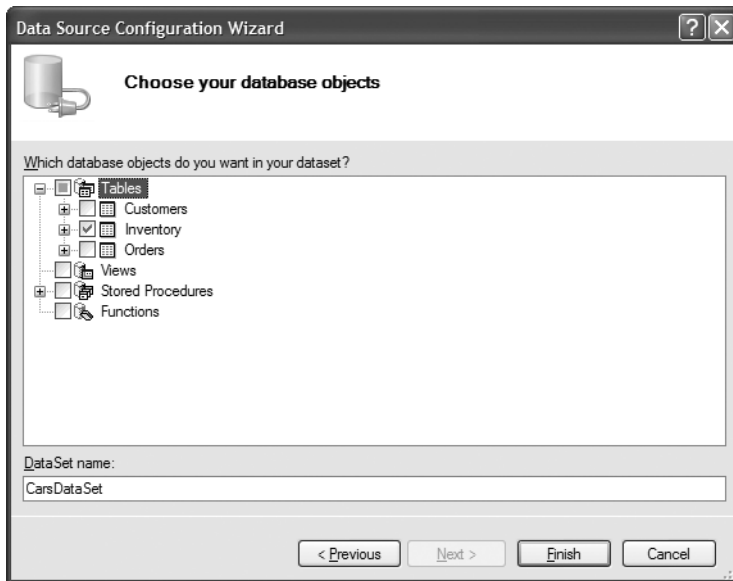 Data Source Configuration Wizard
Choose your database objects
Which database objects do you want in your dataset?
Tables
Customers
Inventory
Orders
Views
Stored Procedures
Functions
DataSet name:
CarsDataSet
< Previous Next > Finish Cancel